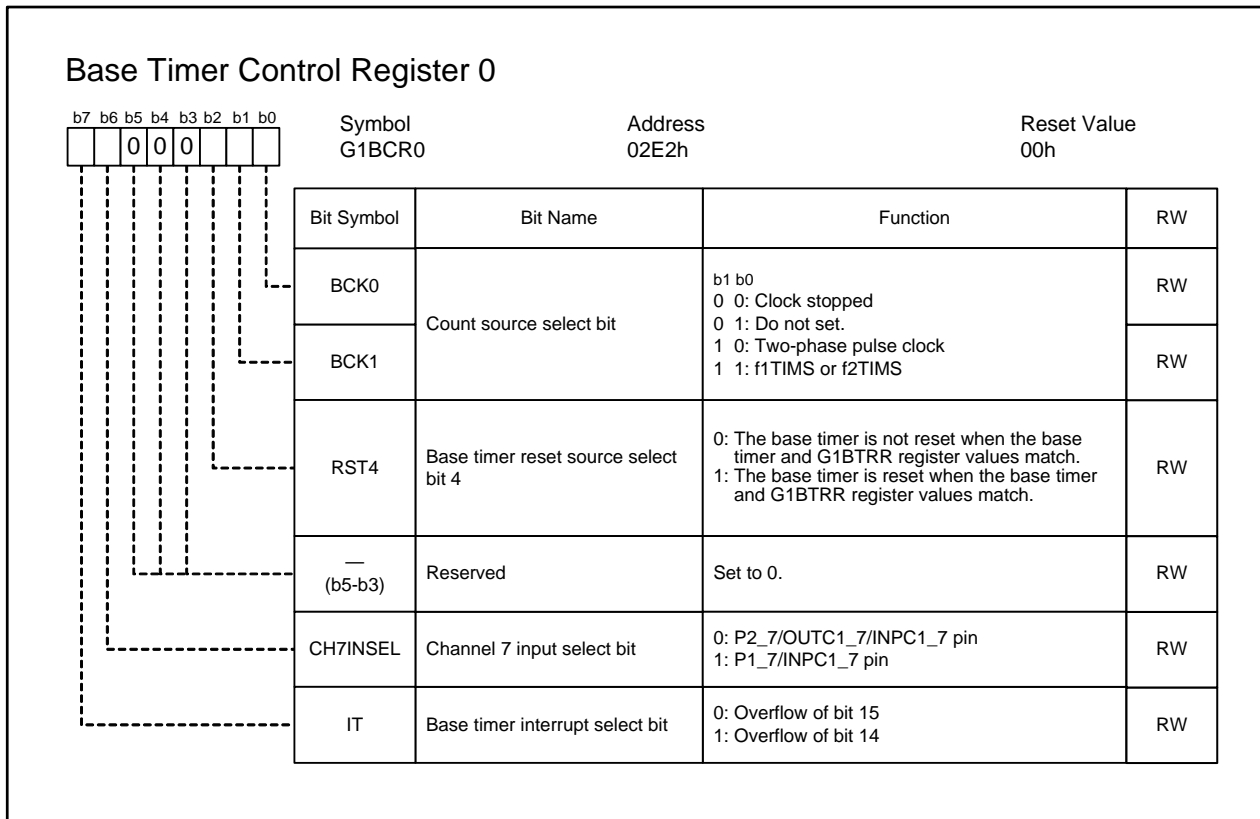 Base Timer Control Register 0
b7 b6 b5 b4 b3 b2 b1 b0
0 0 0
Symbol Address Reset Value
G1BCR0 02E2h 00h
Bit Symbol Bit Name Function RW
BCK0
BCK1
Count source select bit
b1 b0
0 0: Clock stopped
0 1: Do not set.
1 0: Two-phase pulse clock
1 1: f1TIMS or f2TIMS
RW
RW
RST4
Base timer reset source select
bit 4
0: The base timer is not reset when the base
timer and G1BTRR register values match.
1: The base timer is reset when the base timer
and G1BTRR register values match.
RW
—
(b5-b3)
Reserved
Set to 0.
RW
CH7INSEL
Channel 7 input select bit
0: P2_7/OUTC1_7/INPC1_7 pin
1: P1_7/INPC1_7 pin
RW
IT
Base timer interrupt select bit
0: Overflow of bit 15
1: Overflow of bit 14
RW